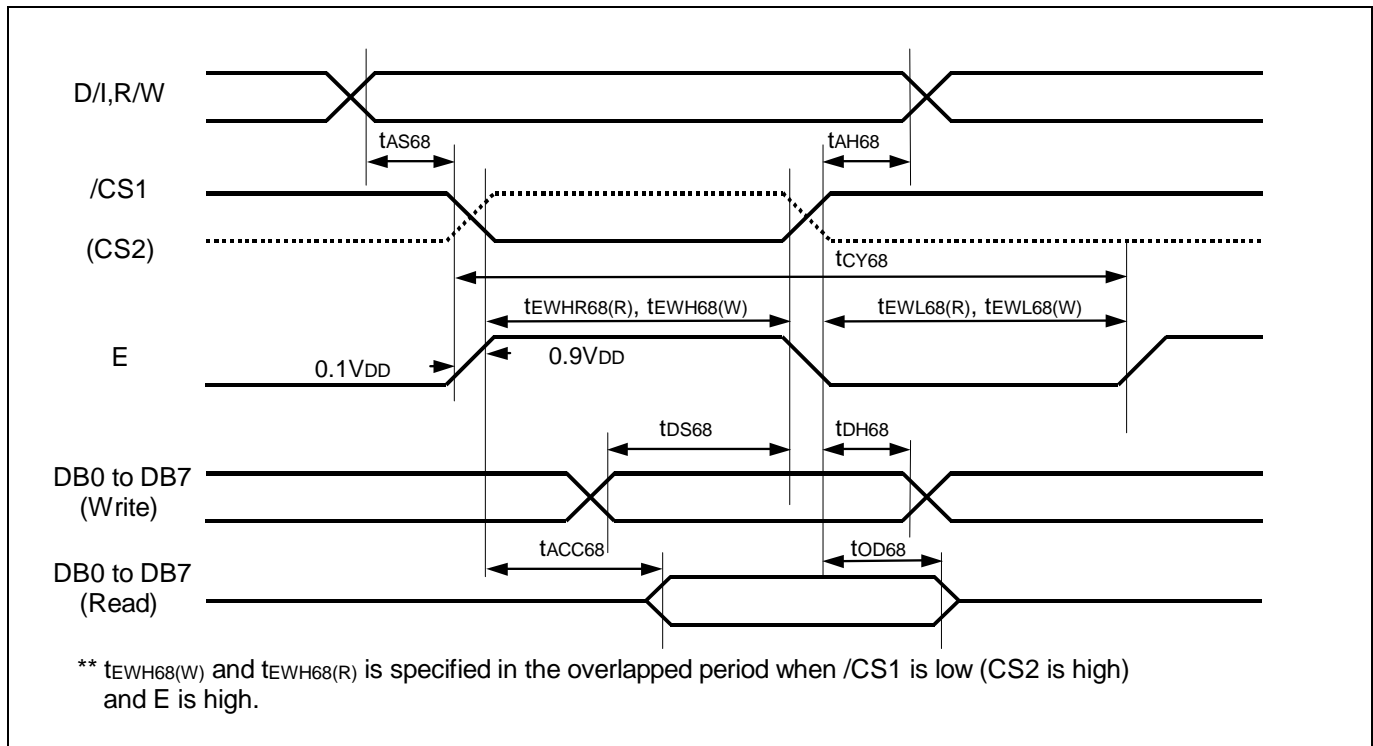 D/I,R/W
tAS68
tAH68
/CS1
(CS2)
tCY68
tEWHR68(R), tEWH68(W)
tEWL68(R), tEWL68(W)
E
0.1VDD
0.9VDD
tDS68
tDH68
DB0 to DB7
(Write)
tACC68
tOD68
DB0 to DB7
(Read)
** tEWH68(W) and tEWH68(R) is specified in the overlapped period when /CS1 is low (CS2 is high)
and E is high.